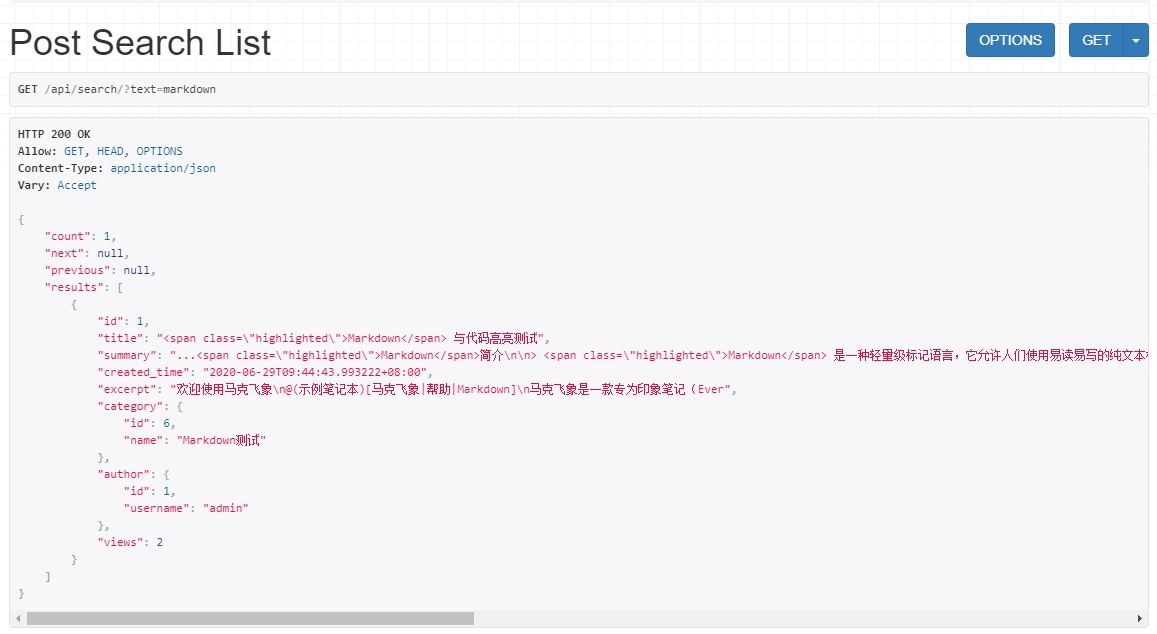 Post Search List
OPTIONS
GET
GET /api/search/?text=markdown
HTTP 200 OK
Allow: GET, HEAD, OPTIONS
Content-Type: application/json
Vary: Accept
{
    "count": 1,
    "next": null,
    "previous": null,
    "results": [
        {
            "id": 1,
            "title": "<span class=\"highlighted\">Markdown</span> 与代码高亮测试",
            "summary": "...<span class=\"highlighted\">Markdown</span>简介\n\n> <span class=\"highlighted\">Markdown</span> 是一种轻量级标记语言，它允许人们使用易读易写的纯文本
            "created_time": "2020-06-29T09:44:43.993222+08:00",
            "excerpt": "欢迎使用马克飞象\n@(示例笔记本)[马克飞象|帮助|Markdown]\n马克飞象是一款专为印象笔记（Ever",
            "category": {
                "id": 6,
                "name": "Markdown测试"
            },
            "author": {
                "id": 1,
                "username": "admin"
            },
            "views": 2
        }
    ]
}